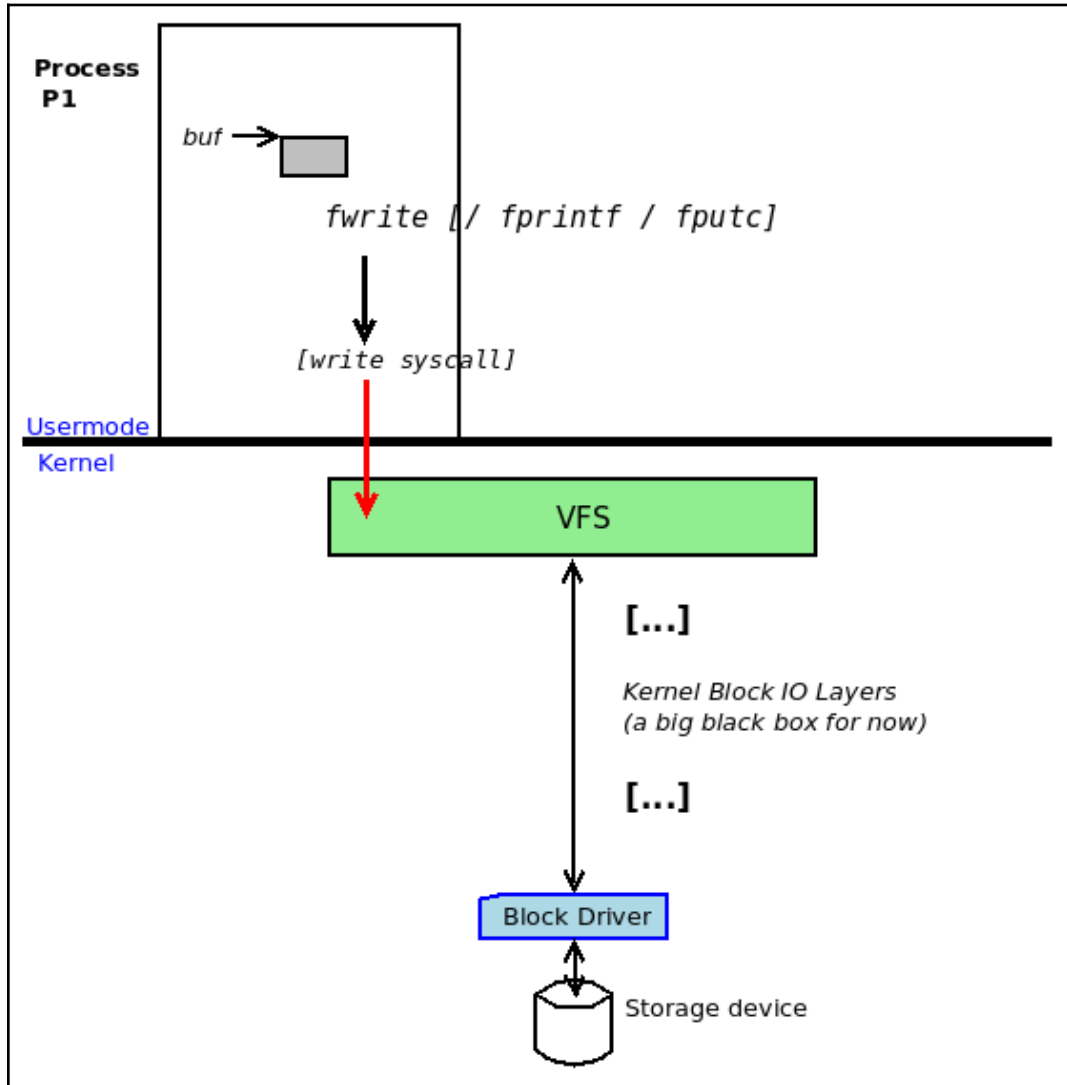 Process
P1
buf
fwrite [/ fprintf / fputc]
[write syscall]
Usermode
Kernel
VFS
[...]
Kernel Block IO Layers
(a big black box for now)
[...]
Block Driver
Storage device